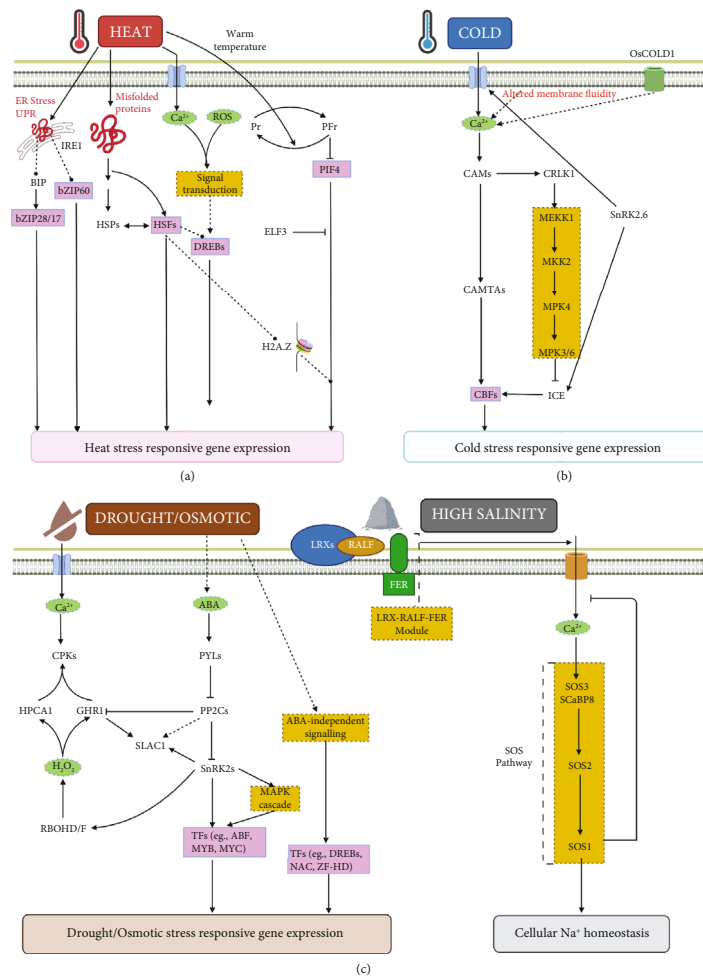 HEAT
Warm
temperature
ER Stress
UPR
Misfolded
proteins
IRE1
Ca²⁺
ROS
Pr
PFr
BIP
bZIP60
bZIP28/17
Signal
transduction
PIF4
HSPs
HSFs
DREBs
ELF3
H2A.Z
Heat stress responsive gene expression
(a)
COLD
OsCOLD1
Altered membrane fluidity
Ca²⁺
CAMs
CRLK1
MEKK1
SnRK2.6
MKK2
CAMTAs
MPK4
MPK3/6
CBFs
ICE
Cold stress responsive gene expression
(b)
DROUGHT/OSMOTIC
Ca²⁺
ABA
CPKs
PYLs
HPCA1
GHR1
PP2Cs
ABA-independent
signalling
SLAC1
H₂O₂
SnRK2s
MAPK
cascade
RBOHD/F
TFs (eg., ABF,
MYB, MYC)
TFs (eg., DREBs,
NAC, ZF-HD)
Drought/Osmotic stress responsive gene expression
HIGH SALINITY
LRXs
RALF
FER
LRX-RALF-FER
Module
Ca²⁺
SOS3
SCaBP8
SOS
Pathway
SOS2
SOS1
Cellular Na⁺ homeostasis
(c)